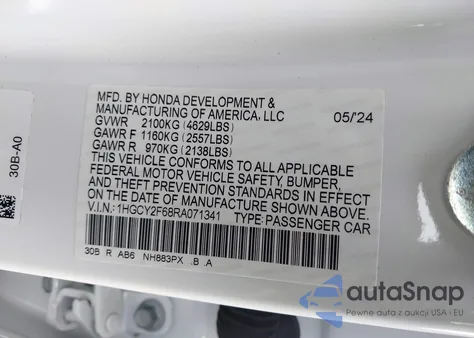 MFD. BY HONDA DEVELOPMENT &
MANUFACTURING OF AMERICA, LLC 05/'24
GVWR 2100KG (4629LBS)
GAWR F 1160KG (2557LBS)
GAWR R 970KG (2138LBS)
THIS VEHICLE CONFORMS TO ALL APPLICABLE
FEDERAL MOTOR VEHICLE SAFETY, BUMPER,
AND THEFT PREVENTION STANDARDS IN EFFECT
ON THE DATE OF MANUFACTURE SHOWN ABOVE.
V.I.N.: 1HGCY2F68RA071341 TYPE: PASSENGER CAR
30B R AB6 NH883PX .B .A
30B-A0
autoSnap
Pewne auta z USA i EU